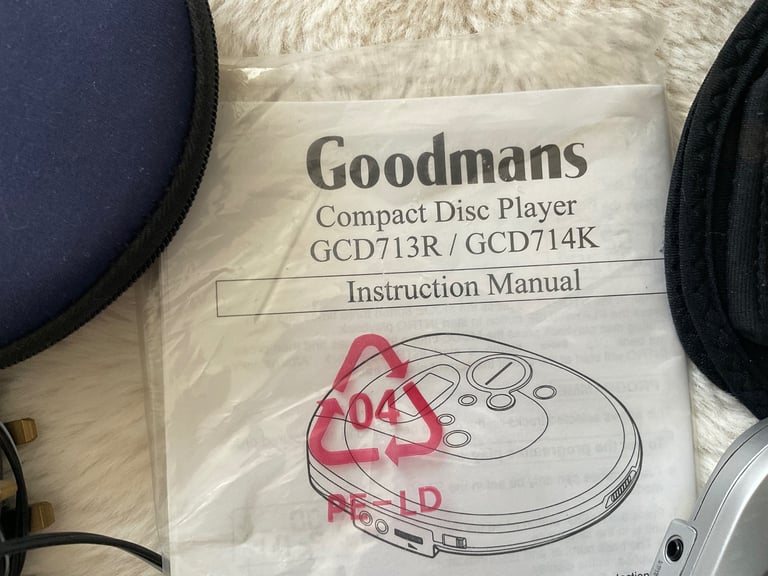 Goodmans
Compact Disc Player
GCD713R / GCD714K
Instruction Manual
04
PE-LD